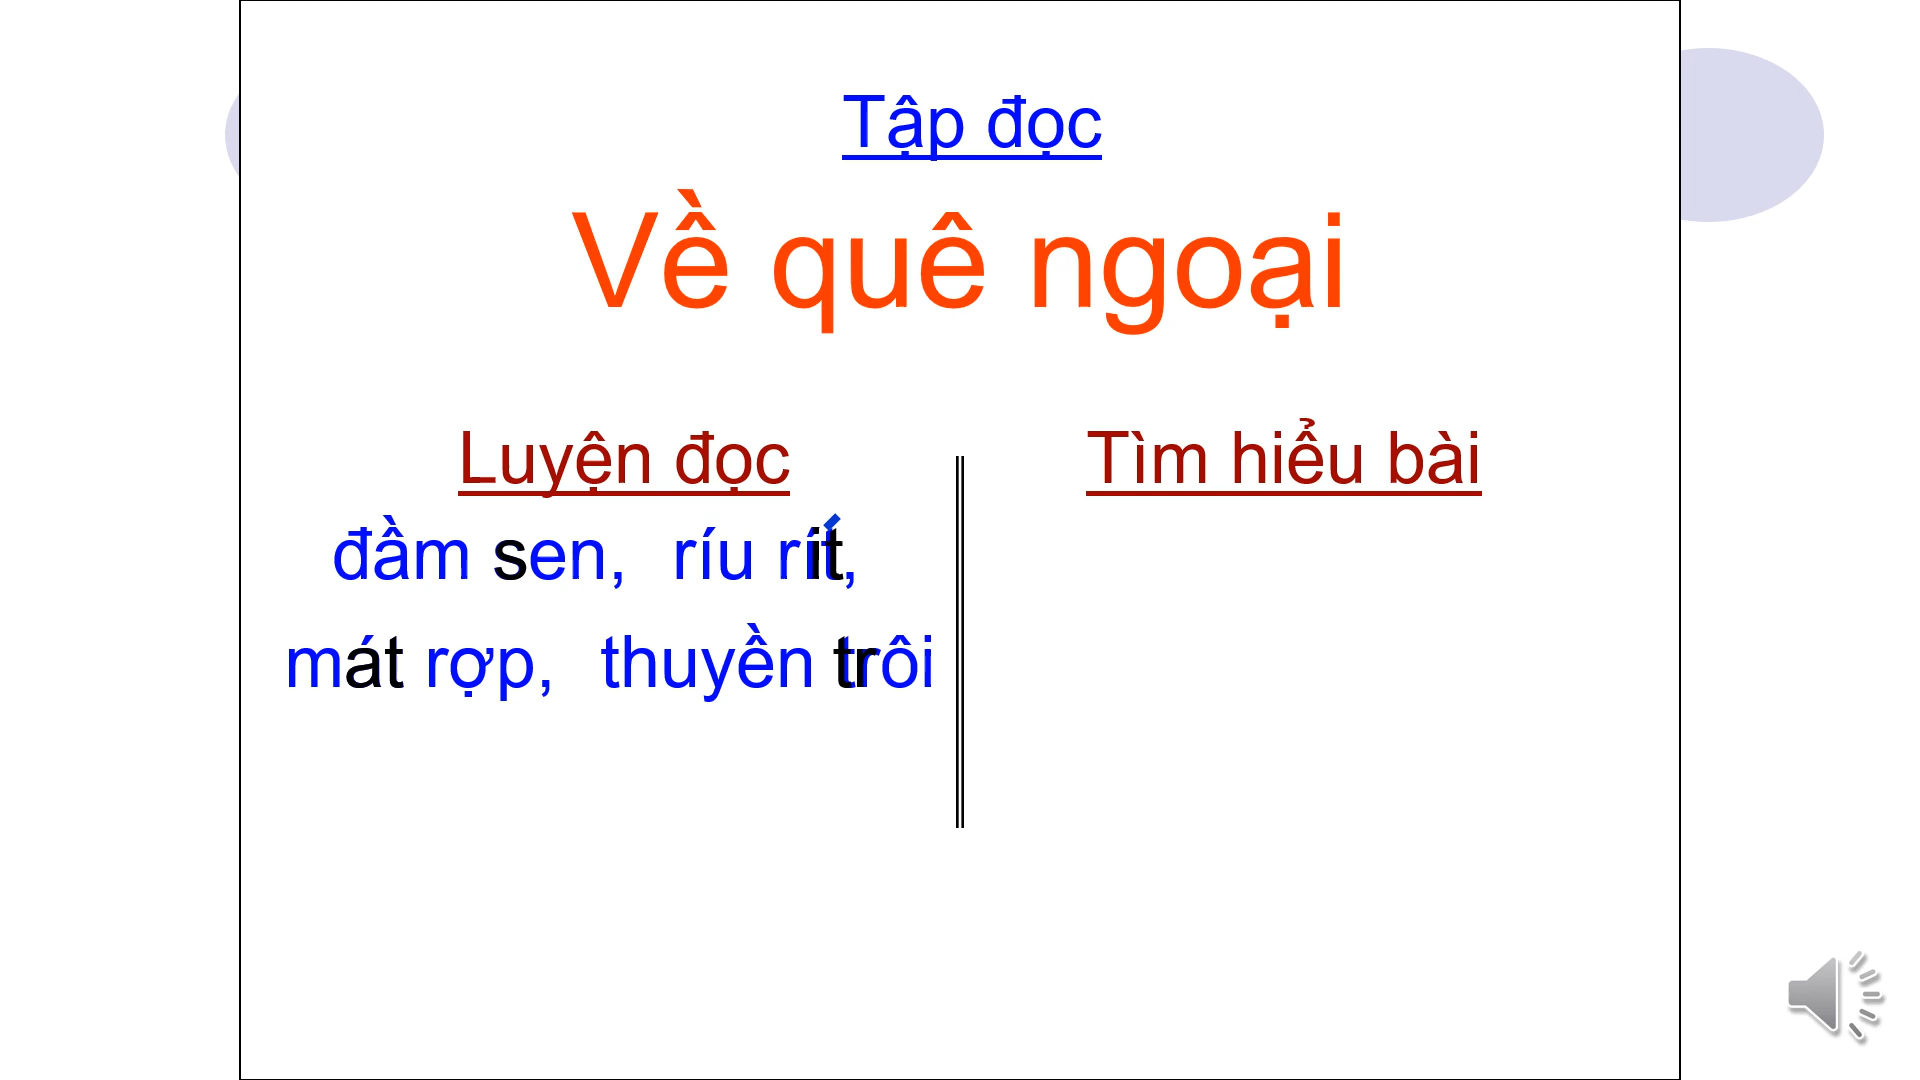 Tập đọc
Về quê ngoại
Luyện đọc
đầm sen, ríu rít,
mát rợp, thuyền trôi
Tìm hiểu bài